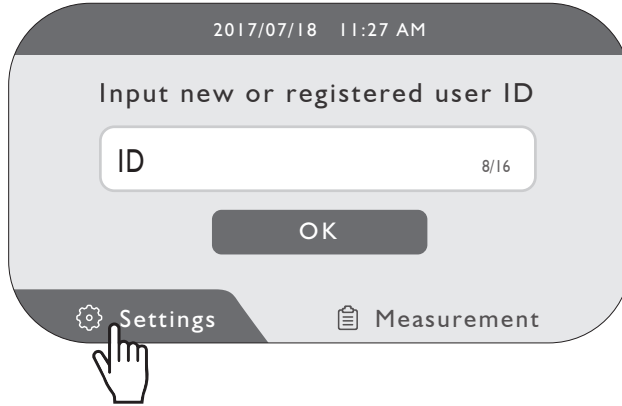 2017/07/18 11:27 AM
Input new or registered user ID
ID 8/16
OK
Settings Measurement